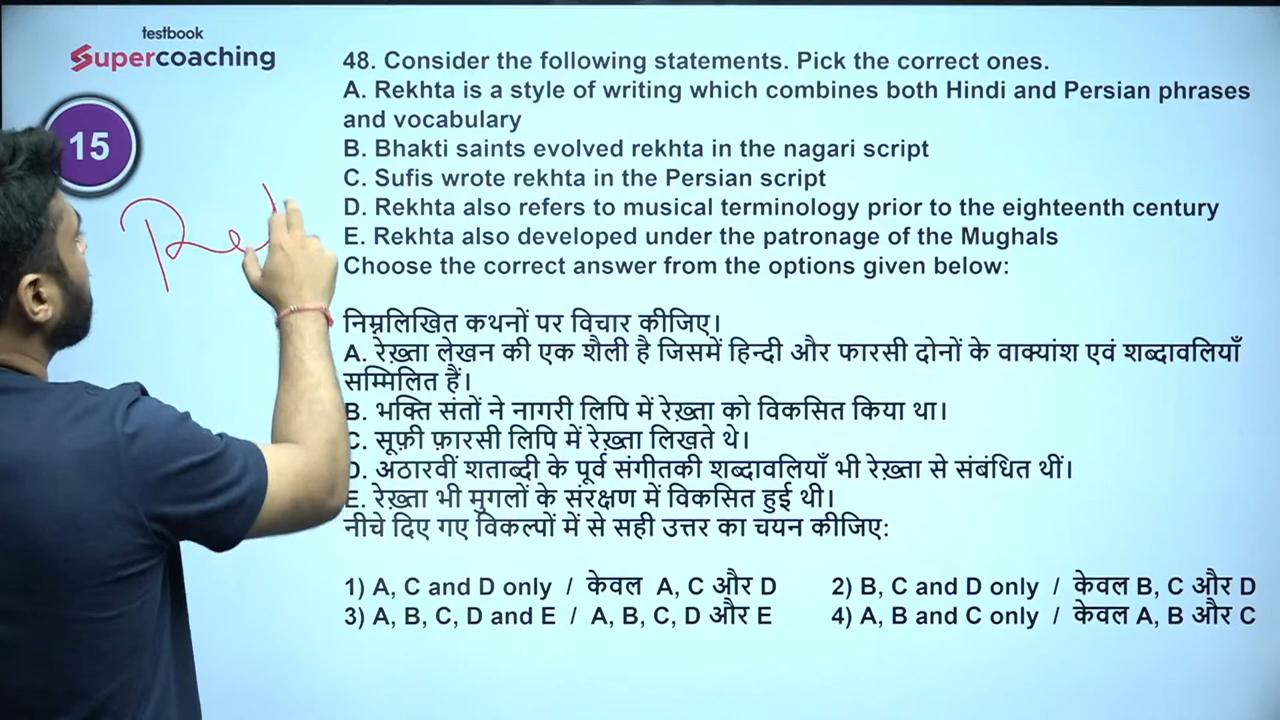 testbook
Supercoaching
15
Re
48. Consider the following statements. Pick the correct ones.
A. Rekhta is a style of writing which combines both Hindi and Persian phrases
and vocabulary
B. Bhakti saints evolved rekhta in the nagari script
C. Sufis wrote rekhta in the Persian script
D. Rekhta also refers to musical terminology prior to the eighteenth century
E. Rekhta also developed under the patronage of the Mughals
Choose the correct answer from the options given below:
निम्नलिखित कथनों पर विचार कीजिए।
A. रेख़्ता लेखन की एक शैली है जिसमें हिन्दी और फारसी दोनों के वाक्यांश एवं शब्दावलियाँ
सम्मिलित हैं।
B. भक्ति संतों ने नागरी लिपि में रेख़्ता को विकसित किया था।
C. सूफ़ी फ़ारसी लिपि में रेख़्ता लिखते थे।
D. अठारवीं शताब्दी के पूर्व संगीतकी शब्दावलियाँ भी रेख़्ता से संबंधित थीं।
E. रेख़्ता भी मुगलों के संरक्षण में विकसित हुई थी।
नीचे दिए गए विकल्पों में से सही उत्तर का चयन कीजिए:
1) A, C and D only / केवल A, C और D 2) B, C and D only / केवल B, C और D
3) A, B, C, D and E / A, B, C, D और E 4) A, B and C only / केवल A, B और C